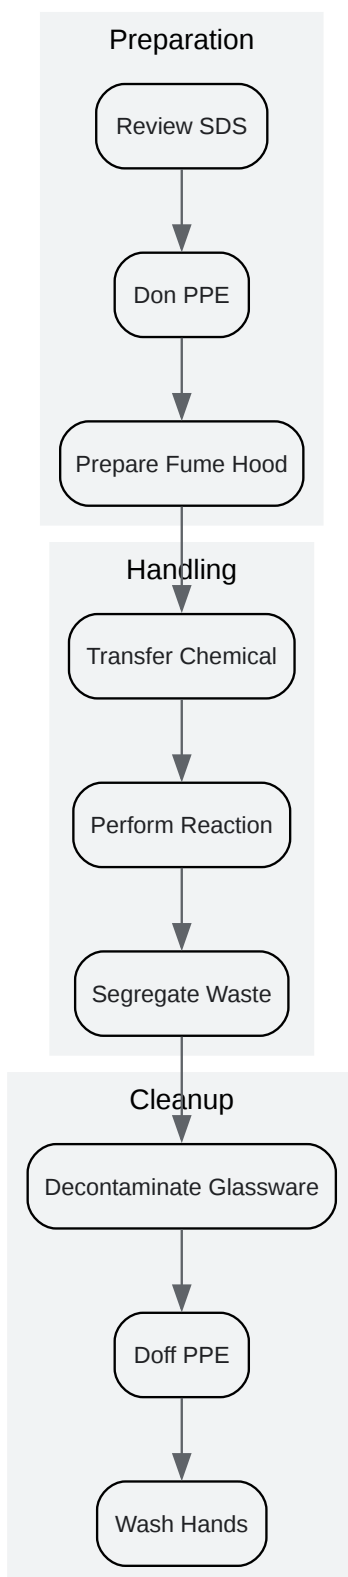 Preparation
Review SDS
Don PPE
Prepare Fume Hood
Handling
Transfer Chemical
Perform Reaction
Segregate Waste
Cleanup
Decontaminate Glassware
Doff PPE
Wash Hands